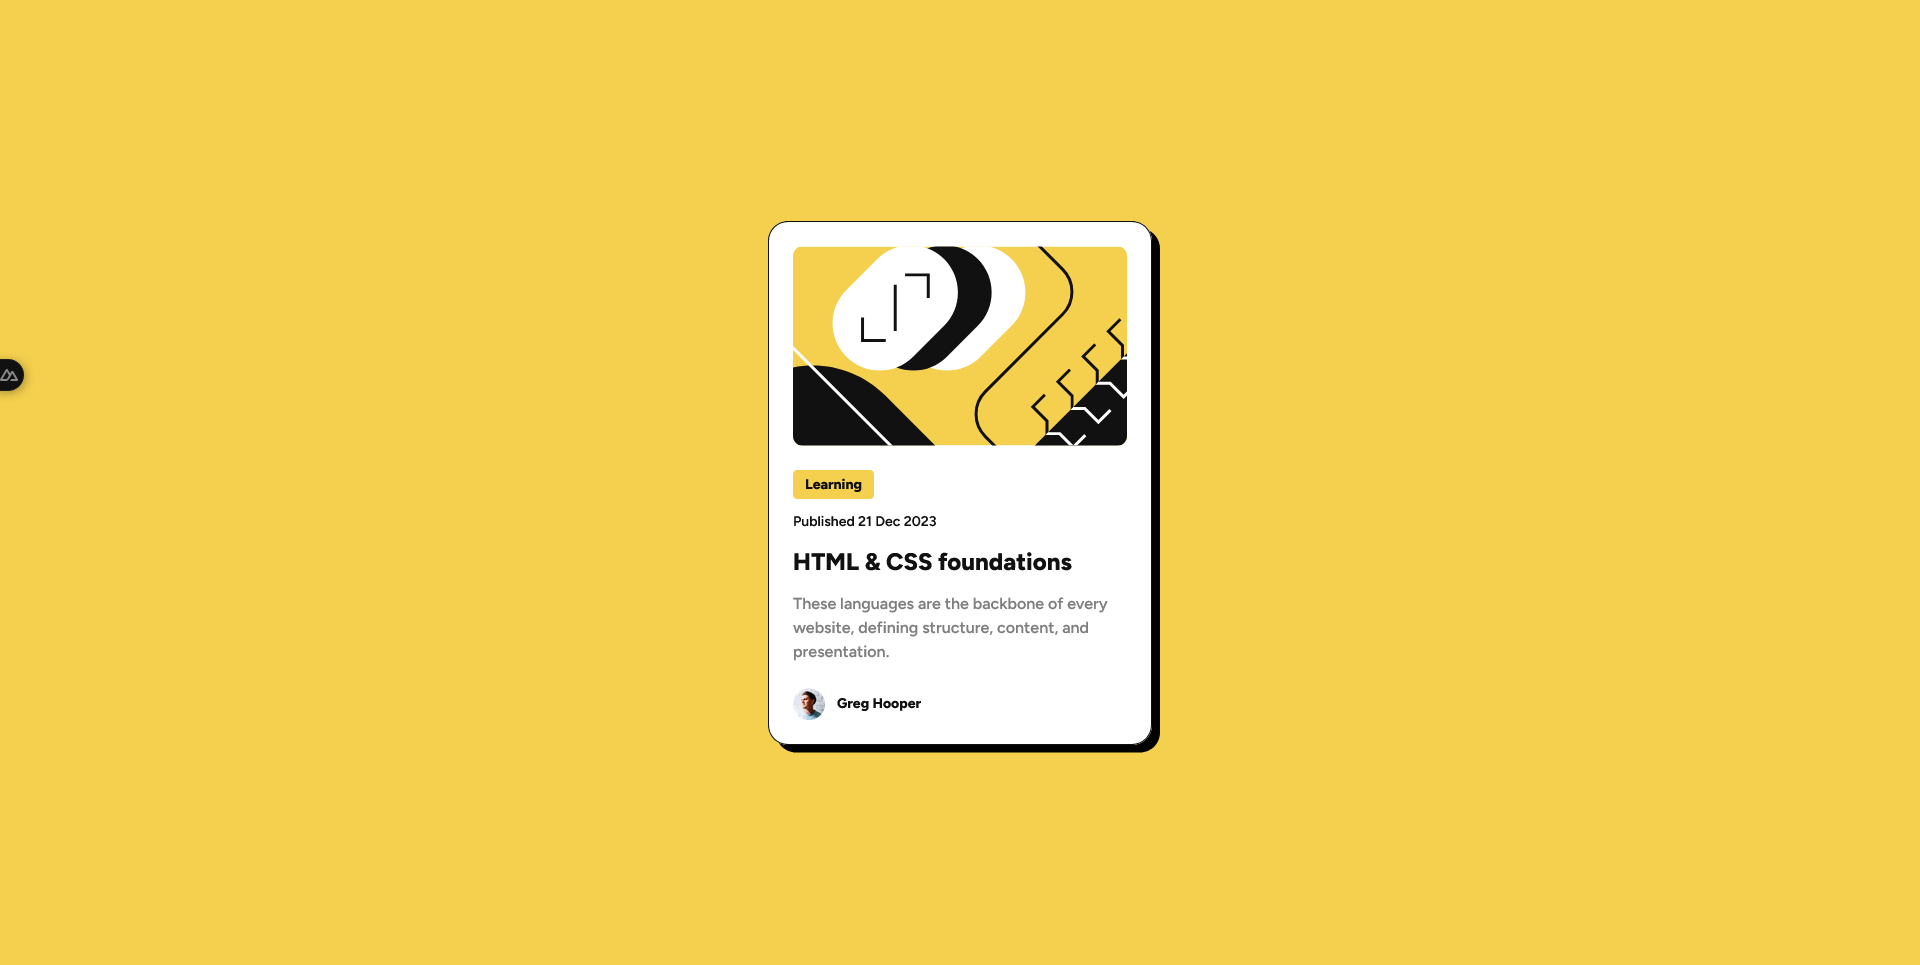 Learning
Published 21 Dec 2023
HTML & CSS foundations
These languages are the backbone of every
website, defining structure, content, and
presentation.
Greg Hooper